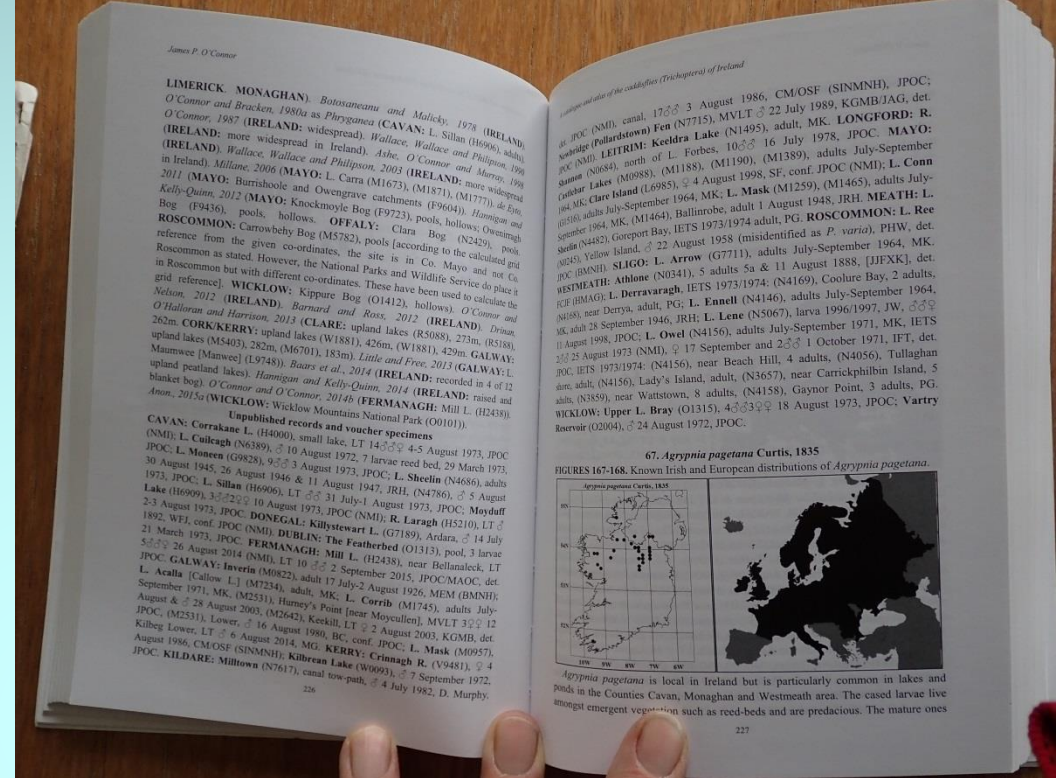 James P. O'Connor
LIMERICK, MONAGHAN). Botosaneanu and Malicky, 1978 (IRELAND).
O'Connor and Bracken, 1980a as Phryganea (CAVAN: L. Sillan (H6906), adults).
O'Connor, 1987 (IRELAND: widespread). Wallace, Wallace and Philipson, 1990
(IRELAND: more widespread in Ireland). Ashe, O'Connor and Murray, 1998
(IRELAND). Wallace, Wallace and Philipson, 2003 (IRELAND: more widespread
in Ireland). Millane, 2006 (MAYO: L. Carra (M1673), (M1871), (M1777)). de Eyto,
2011 (MAYO: Burrishoole and Owengrave catchments (F9604)). Hannigan and
Kelly-Quinn, 2012 (MAYO: Knockmoyle Bog (F9723), pools, hollows; Owenirragh
Bog (F9436), pools, hollows. OFFALY: Clara Bog (N2429), pools.
ROSCOMMON: Carrowbehy Bog (M5782), pools [according to the calculated grid
reference from the given co-ordinates, the site is in Co. Mayo and not Co.
Roscommon as stated. However, the National Parks and Wildlife Service do place it
in Roscommon but with different co-ordinates. These have been used to calculate the
grid reference]. WICKLOW: Kippure Bog (O1412), hollows). O'Connor and
Nelson, 2012 (IRELAND). Barnard and Ross, 2012 (IRELAND). Drinan,
O'Halloran and Harrison, 2013 (CLARE: upland lakes (R5088), 273m, (R5188),
262m. CORK/KERRY: upland lakes (W1881), 426m, (W1881), 429m. GALWAY:
upland lakes (M5403), 282m, (M6701), 183m). Little and Free, 2013 (GALWAY: L.
Maumwee [Manwee] (L9748)). Baars et al., 2014 (IRELAND: recorded in 4 of 12
upland peatland lakes). Hannigan and Kelly-Quinn, 2014 (IRELAND: raised and
blanket bog). O'Connor and O'Connor, 2014b (FERMANAGH: Mill L. (H2438)).
Anon., 2015a (WICKLOW: Wicklow Mountains National Park (O0101)).
Unpublished records and voucher specimens
CAVAN: Corrakane L. (H4000), small lake, LT 14♂♂♀ 4-5 August 1973, JPOC
(NMI); L. Cuilcagh (N6389), ♂ 10 August 1972, 7 larvae reed bed, 29 March 1973,
JPOC; L. Moneen (G9828), 9♂♂ 3 August 1973, JPOC; L. Sheelin (N4686), adults
30 August 1945, 26 August 1946 & 11 August 1947, JRH, (N4786), ♂ 5 August
1973, JPOC; L. Sillan (H6906), LT ♂♂ 31 July-1 August 1973, JPOC; Moyduff
Lake (H6909), 3♂♂2♀♀ 10 August 1973, JPOC (NMI); R. Laragh (H5210), LT ♂
2-3 August 1973, JPOC. DONEGAL: Killystewart L. (G7189), Ardara, ♂ 14 July
1892, WFJ, conf. JPOC (NMI). DUBLIN: The Featherbed (O1313), pool, 3 larvae
21 March 1973, JPOC. FERMANAGH: Mill L. (H2438), near Bellanaleck, LT
5♂♂♀ 26 August 2014 (NMI), LT 10 ♂♂ 2 September 2015, JPOC/MAOC, det.
JPOC. GALWAY: Inverin (M0822), adult 17 July-2 August 1926, MEM (BMNH);
L. Acalla [Callow L.] (M7234), adult, MK; L. Corrib (M1745), adults July-
September 1971, MK, (M2531), Hurney's Point [near Moycullen], MVLT 3♀♀ 12
August & ♂ 28 August 2003, (M2642), Keekill, LT ♀ 2 August 2003, KGMB, det.
JPOC, (M2531), Lower, ♂ 16 August 1980, BC, conf. JPOC; L. Mask (M0957),
Kilbeg Lower, LT ♂ 6 August 2014, MG. KERRY: Crinnagh R. (V9481), ♀ 4
August 1986, CM/OSF (SINMNH); Kilbrean Lake (W0093), ♂ 7 September 1972,
JPOC. KILDARE: Milltown (N7617), canal tow-path, ♂ 4 July 1982, D. Murphy,
226
A catalogue and atlas of the caddisflies (Trichoptera) of Ireland
det. JPOC (NMI), canal, 17♂♂ 3 August 1986, CM/OSF (SINMNH), JPOC;
Newbridge (Pollardstown) Fen (N7715), MVLT ♂ 22 July 1989, KGMB/JAG, det.
JPOC (NMI). LEITRIM: Keeldra Lake (N1495), adult, MK. LONGFORD: R.
Shannon (N0684), north of L. Forbes, 10♂♂ 16 July 1978, JPOC. MAYO:
Castlebar Lakes (M0988), (M1188), (M1190), (M1389), adults July-September
1964, MK; Clare Island (L6985), ♀ 4 August 1998, SF, conf. JPOC (NMI); L. Conn
(G1516), adults July-September 1964, MK; L. Mask (M1259), (M1465), adults July-
September 1964, MK, (M1464), Ballinrobe, adult 1 August 1948, JRH. MEATH: L.
Sheelin (N4482), Goreport Bay, IETS 1973/1974 adult, PG. ROSCOMMON: L. Ree
(N0245), Yellow Island, ♂ 22 August 1958 (misidentified as P. varia), PHW, det.
JPOC (BMNH). SLIGO: L. Arrow (G7711), adults July-September 1964, MK.
WESTMEATH: Athlone (N0341), 5 adults 5a & 11 August 1888, [JJFXK], det.
FCJF (HMAG); L. Derravaragh, IETS 1973/1974: (N4169), Coolure Bay, 2 adults,
(N4168), near Derrya, adult, PG; L. Ennell (N4146), adults July-September 1964,
MK, adult 28 September 1946, JRH; L. Lene (N5067), larva 1996/1997, JW, ♂♂♀
11 August 1998, JPOC; L. Owel (N4156), adults July-September 1971, MK, IETS
2♂♂ 25 August 1973 (NMI), ♀ 17 September and 2♂♂ 1 October 1971, IFT, det.
JPOC, IETS 1973/1974: (N4156), near Beach Hill, 4 adults, (N4056), Tullaghan
shore, adult, (N4156), Lady's Island, adult, (N3657), near Carrickphilbin Island, 5
adults, (N3859), near Wattstown, 8 adults, (N4158), Gaynor Point, 3 adults, PG.
WICKLOW: Upper L. Bray (O1315), 4♂♂3♀♀ 18 August 1973, JPOC; Vartry
Reservoir (O2004), ♂ 24 August 1972, JPOC.
67. Agrypnia pagetana Curtis, 1835
FIGURES 167-168. Known Irish and European distributions of Agrypnia pagetana.
Agrypnia pagetana Curtis, 1835
10W 9W 8W 7W 6W
Agrypnia pagetana is local in Ireland but is particularly common in lakes and
ponds in the Counties Cavan, Monaghan and Westmeath area. The cased larvae live
amongst emergent vegetation such as reed-beds and are predacious. The mature ones
227